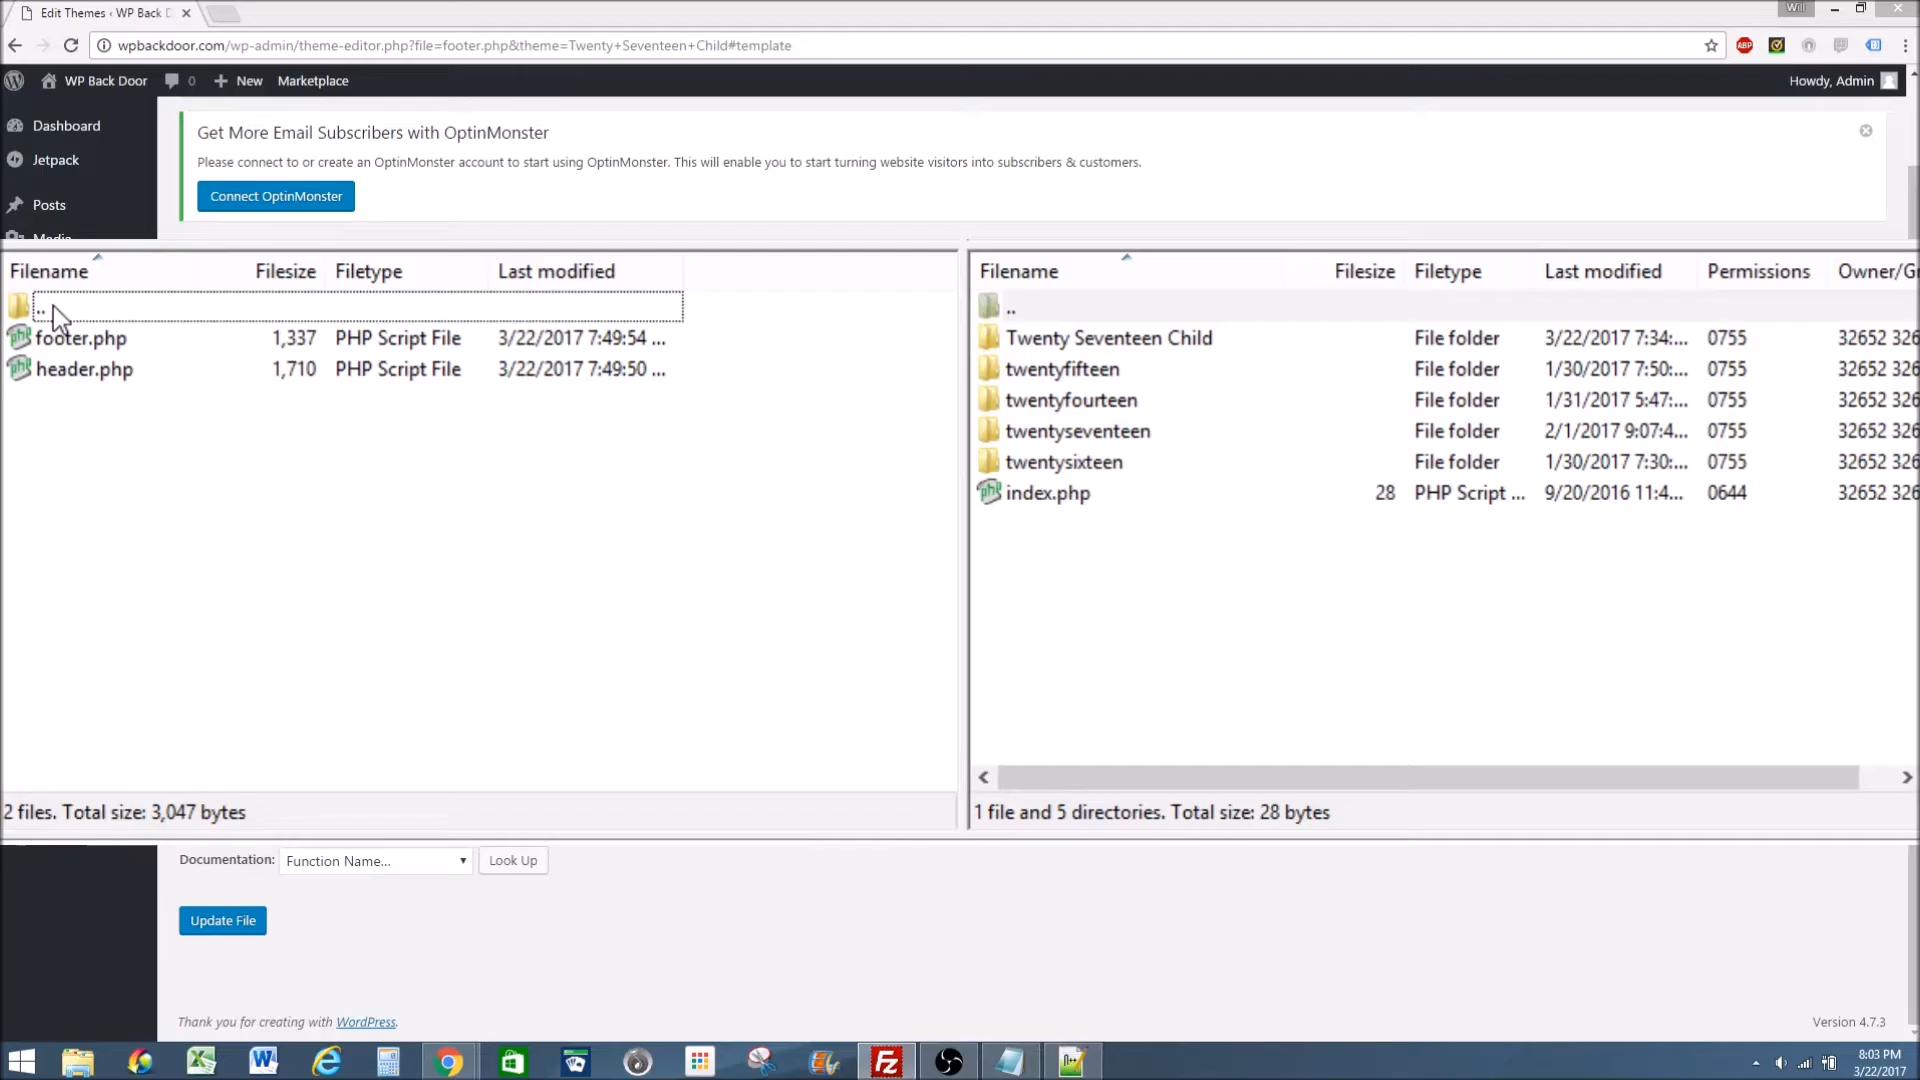 Edit Themes ‹ WP Back D
Will
wpbackdoor.com/wp-admin/theme-editor.php?file=footer.php&theme=Twenty+Seventeen+Child#template
ABP
WP Back Door 0 New Marketplace Howdy, Admin
Dashboard
Jetpack
Posts
Media
Get More Email Subscribers with OptinMonster
Please connect to or create an OptinMonster account to start using OptinMonster. This will enable you to start turning website visitors into subscribers & customers.
Connect OptinMonster
Filename Filesize Filetype Last modified
..
footer.php 1,337 PHP Script File 3/22/2017 7:49:54 ...
header.php 1,710 PHP Script File 3/22/2017 7:49:50 ...
2 files. Total size: 3,047 bytes
Filename Filesize Filetype Last modified Permissions Owner/Gr
..
Twenty Seventeen Child File folder 3/22/2017 7:34:... 0755 32652 326
twentyfifteen File folder 1/30/2017 7:50:... 0755 32652 326
twentyfourteen File folder 1/31/2017 5:47:... 0755 32652 326
twentyseventeen File folder 2/1/2017 9:07:4... 0755 32652 326
twentysixteen File folder 1/30/2017 7:30:... 0755 32652 326
index.php 28 PHP Script ... 9/20/2016 11:4... 0644 32652 326
1 file and 5 directories. Total size: 28 bytes
Documentation: Function Name... Look Up
Update File
Thank you for creating with WordPress.
Version 4.7.3
8:03 PM
3/22/2017